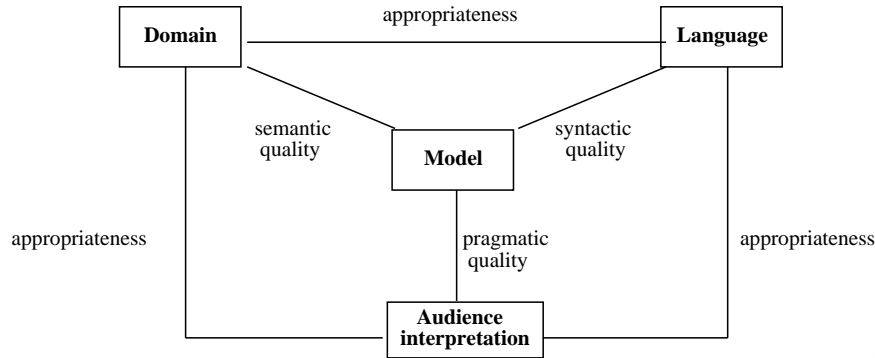 appropriateness
Domain
Language
semantic
quality
syntactic
quality
Model
appropriateness
pragmatic
quality
appropriateness
Audience
interpretation